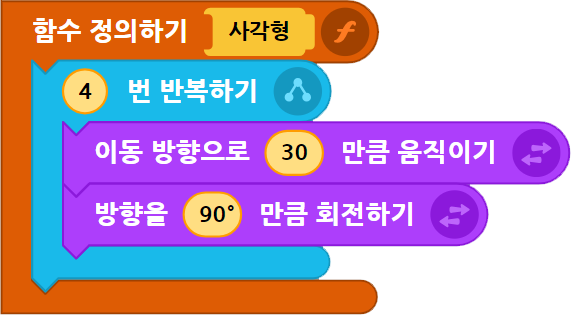 함수 정의하기 사각형 f
4 번 반복하기
이동 방향으로 30 만큼 움직이기
방향을 90° 만큼 회전하기